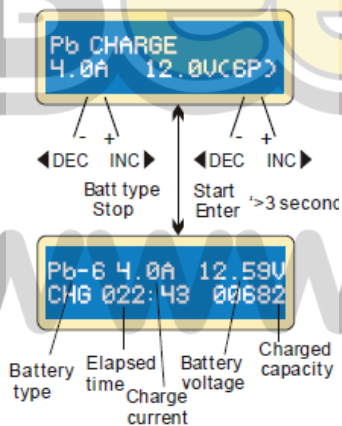 Pb CHARGE
4.0A 12.0V(6P)
- + - +
◀DEC INC▶ ◀DEC INC▶
Batt type
Stop
Start
Enter
'>3 second
Pb-6 4.0A 12.59V
CHG 022:43 00682
Battery type
Elapsed time
Charge current
Battery voltage
Charged capacity